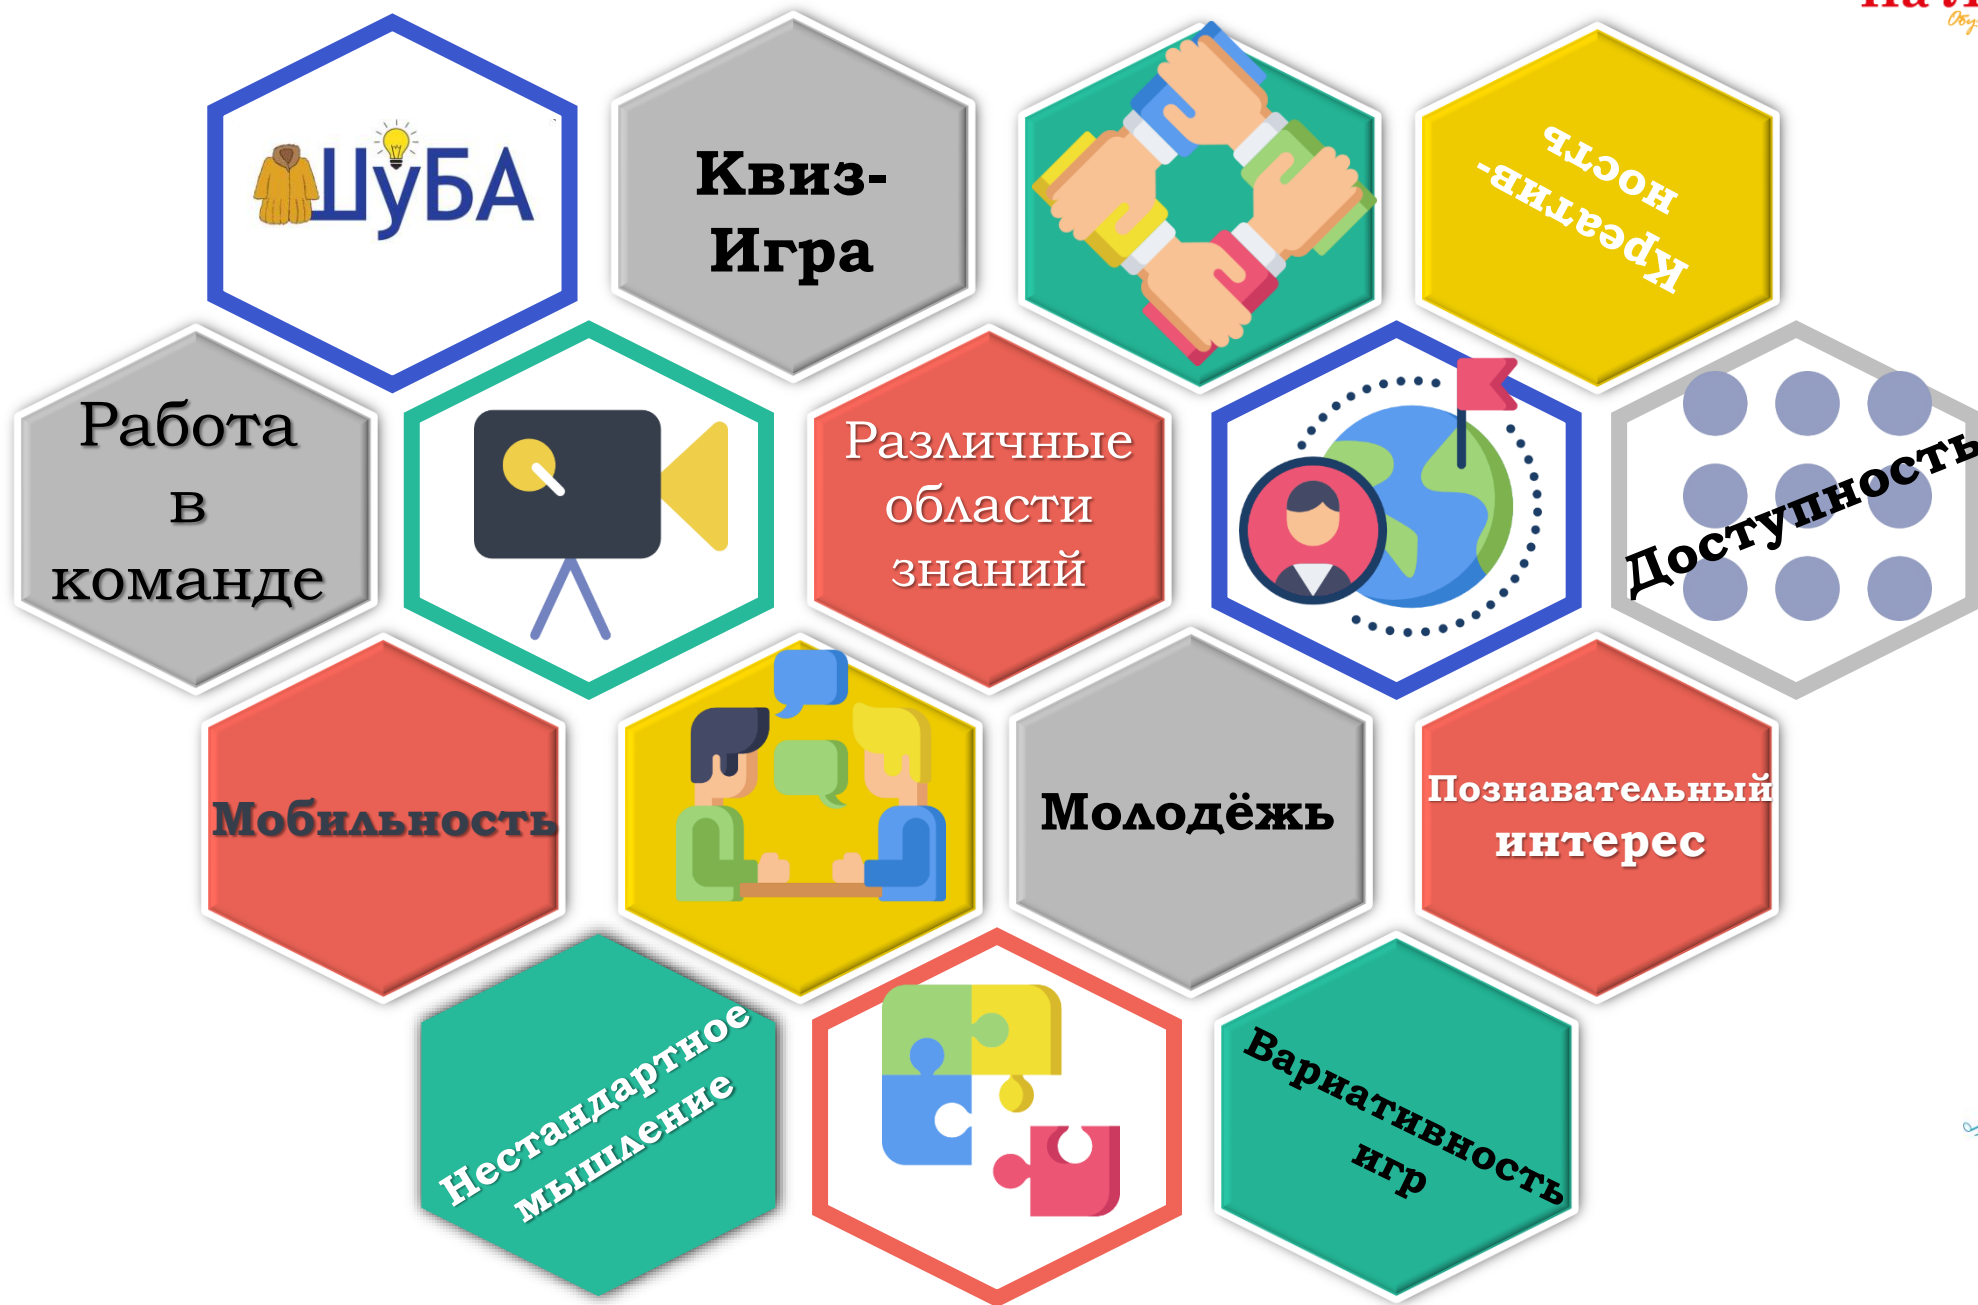 ШуБА
Квиз-
Игра
Креатив-
ность
Работа
в
команде
Различные
области
знаний
Доступность
Мобильность
Молодёжь
Познавательный
интерес
Нестандартное
мышление
Вариативность
игр